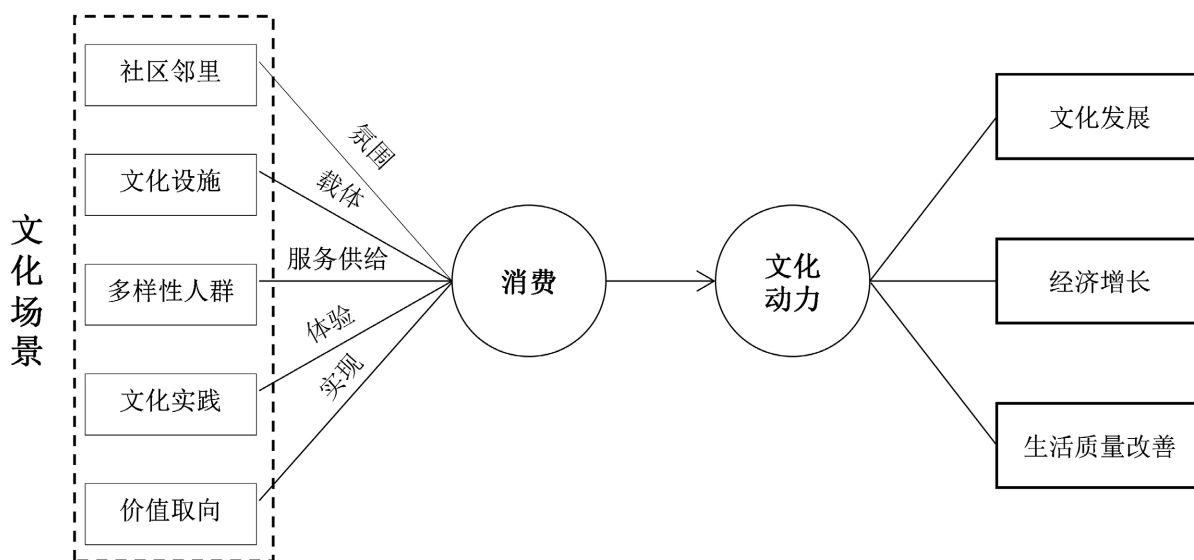 文化场景
社区邻里
文化设施
多样性人群
文化实践
价值取向
氛围
载体
服务供给
体验
实现
消费
文化
动力
文化发展
经济增长
生活质量改善